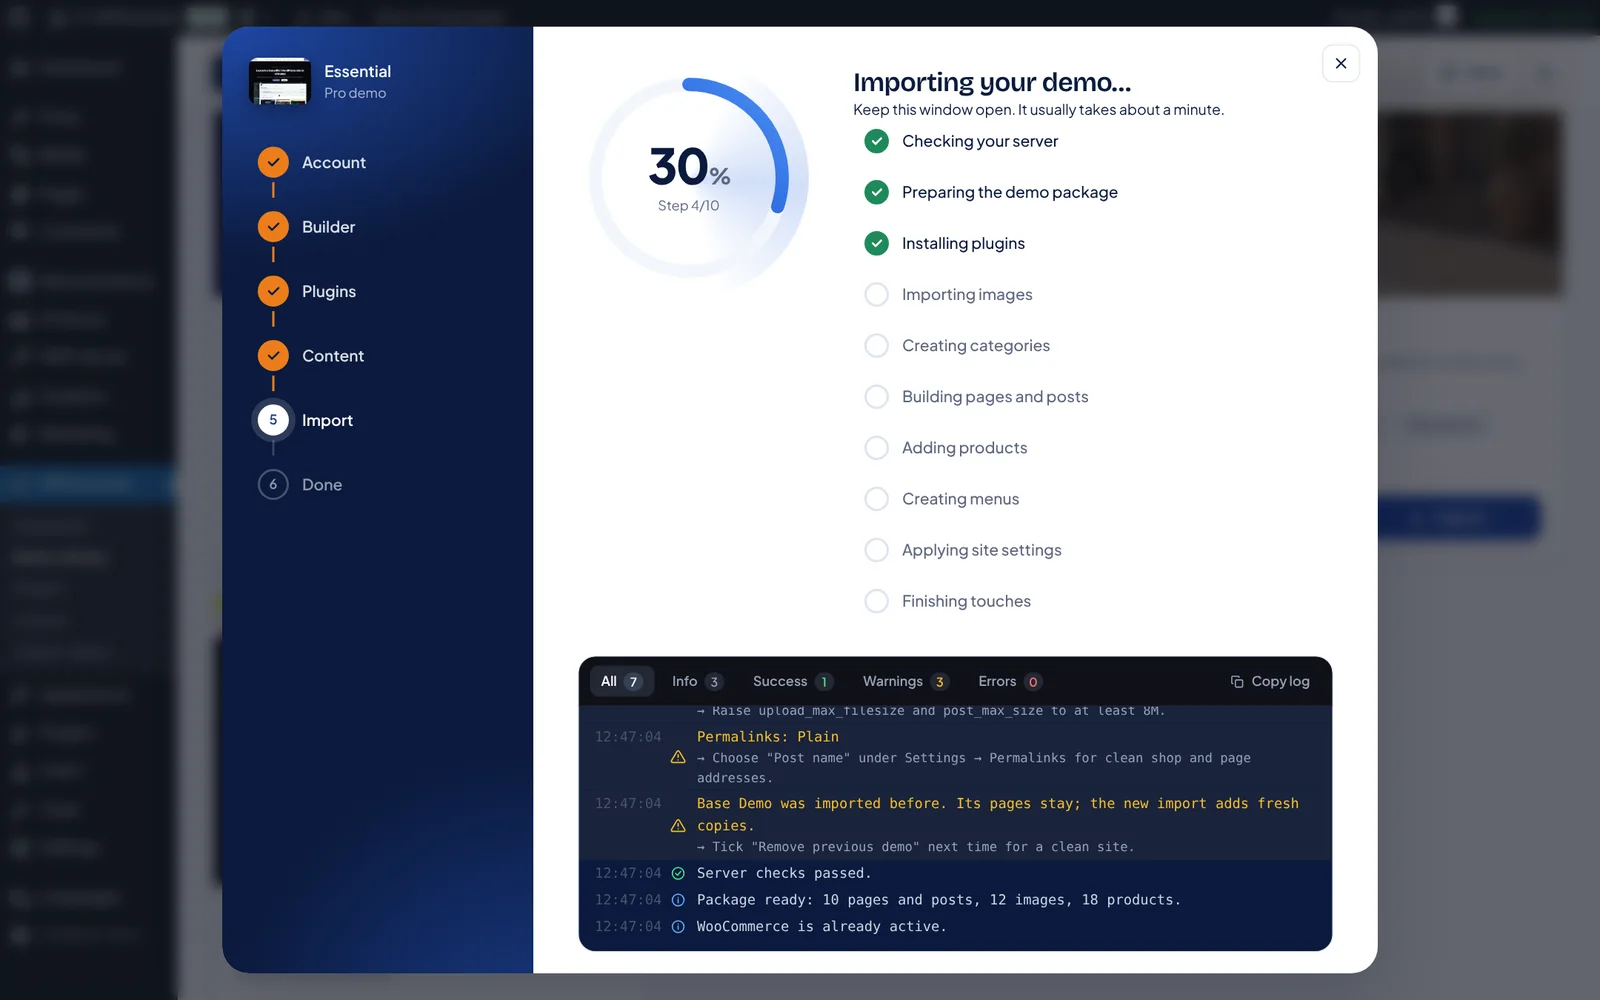 Essential
Pro demo
Account
Builder
Plugins
Content
5 Import
6 Done
30%
Step 4/10
Importing your demo...
Keep this window open. It usually takes about a minute.
Checking your server
Preparing the demo package
Installing plugins
Importing images
Creating categories
Building pages and posts
Adding products
Creating menus
Applying site settings
Finishing touches
All 7 Info 3 Success 1 Warnings 3 Errors 0 Copy log
→ Raise upload_max_filesize and post_max_size to at least 8M.
12:47:04 Permalinks: Plain
→ Choose "Post name" under Settings → Permalinks for clean shop and page
addresses.
12:47:04 Base Demo was imported before. Its pages stay; the new import adds fresh
copies.
→ Tick "Remove previous demo" next time for a clean site.
12:47:04 Server checks passed.
12:47:04 Package ready: 10 pages and posts, 12 images, 18 products.
12:47:04 WooCommerce is already active.